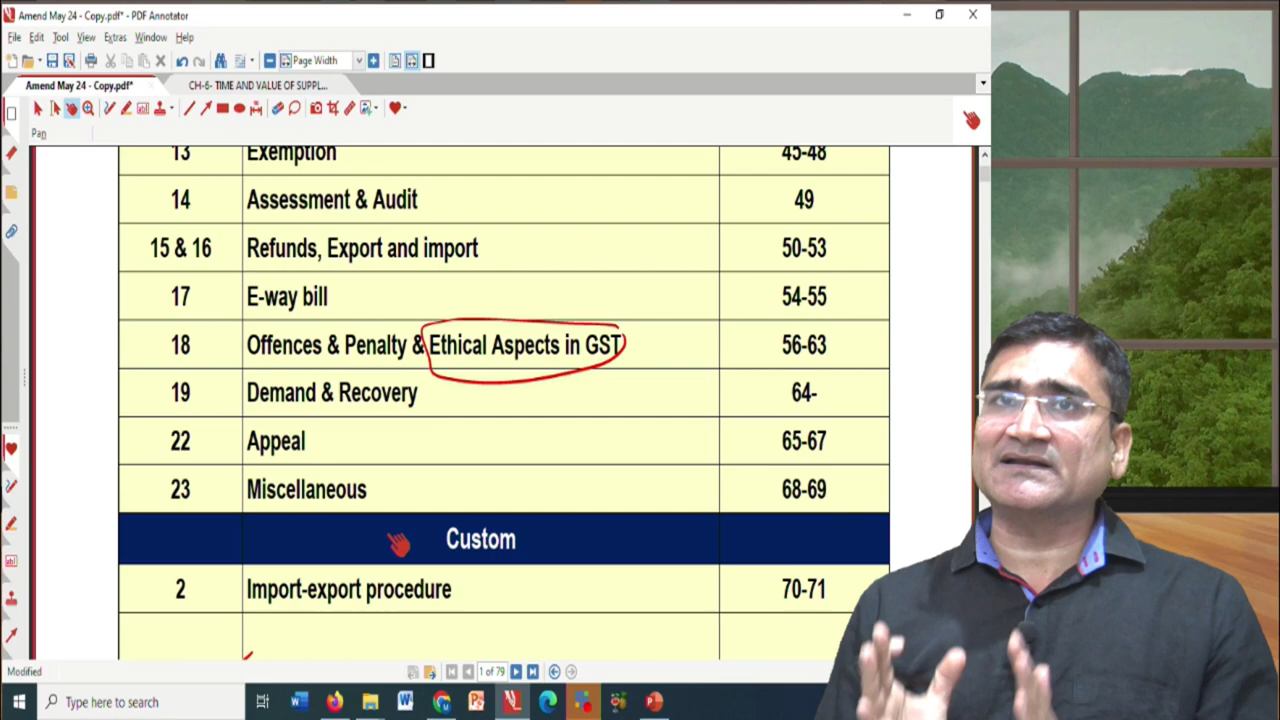 Amend May 24 - Copy.pdf* - PDF Annotator
File Edit Tool View Extras Window Help
Page Width
Amend May 24 - Copy.pdf* CH-6- TIME AND VALUE OF SUPPL...
Pan
13 Exemption 45-48
14 Assessment & Audit 49
15 & 16 Refunds, Export and import 50-53
17 E-way bill 54-55
18 Offences & Penalty & Ethical Aspects in GST 56-63
19 Demand & Recovery 64-
22 Appeal 65-67
23 Miscellaneous 68-69
Custom
2 Import-export procedure 70-71
Modified 1 of 79
Type here to search